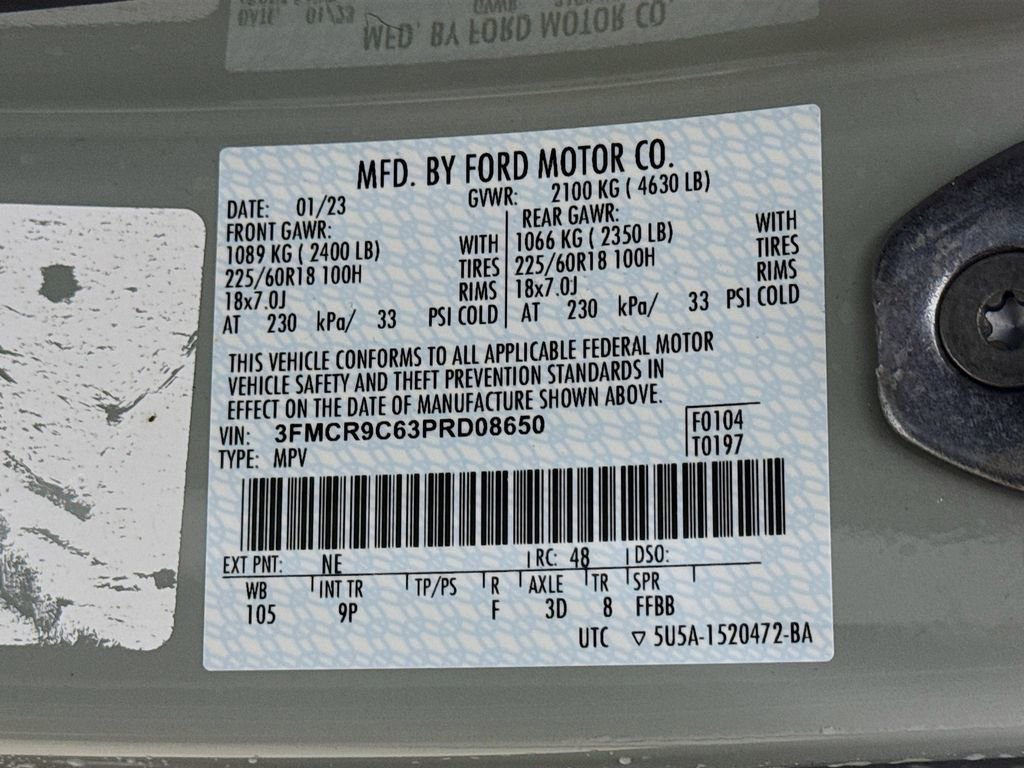 DATE: 01/23 GVWR:
MFD. BY FORD MOTOR CO.
MFD. BY FORD MOTOR CO.
DATE: 01/23 GVWR: 2100 KG ( 4630 LB)
FRONT GAWR: REAR GAWR:
1089 KG ( 2400 LB) WITH 1066 KG ( 2350 LB) WITH
225/60R18 100H TIRES 225/60R18 100H TIRES
18x7.0J RIMS 18x7.0J RIMS
AT 230 kPa/ 33 PSI COLD AT 230 kPa/ 33 PSI COLD
THIS VEHICLE CONFORMS TO ALL APPLICABLE FEDERAL MOTOR
VEHICLE SAFETY AND THEFT PREVENTION STANDARDS IN
EFFECT ON THE DATE OF MANUFACTURE SHOWN ABOVE.
VIN: 3FMCR9C63PRD08650 F0104
TYPE: MPV T0197
EXT PNT: NE RC: 48 DSO:
WB INT TR TP/PS R AXLE TR SPR
105 9P F 3D 8 FFBB
UTC ▽ 5U5A-1520472-BA